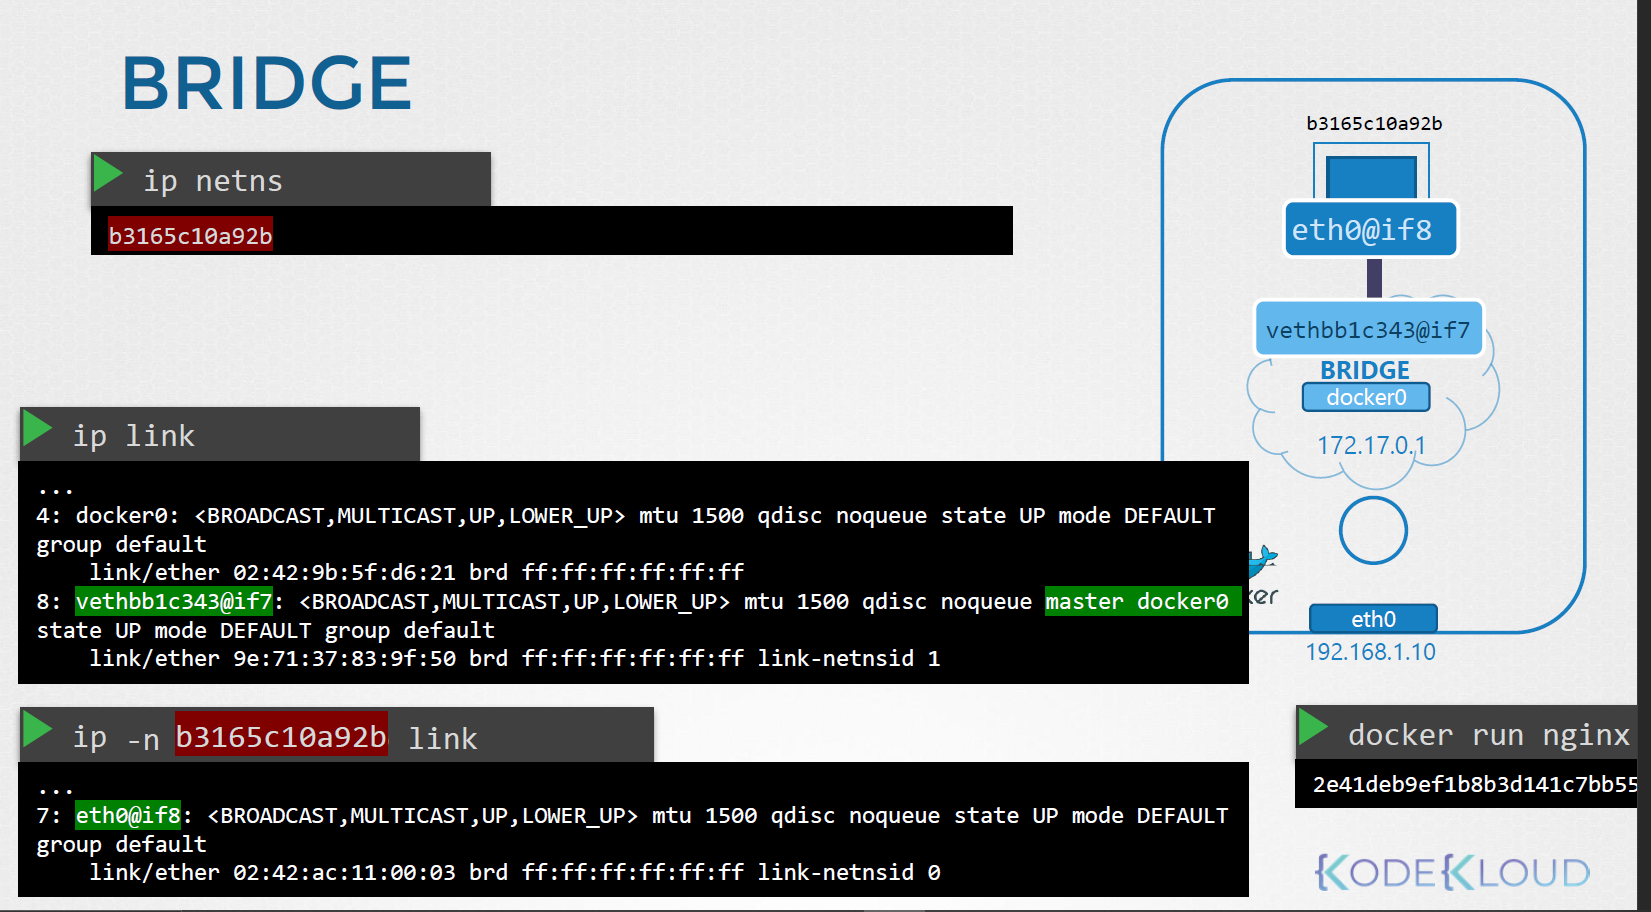 BRIDGE
ip netns
b3165c10a92b
ip link
...
4: docker0: <BROADCAST,MULTICAST,UP,LOWER_UP> mtu 1500 qdisc noqueue state UP mode DEFAULT
group default
link/ether 02:42:9b:5f:d6:21 brd ff:ff:ff:ff:ff:ff
8: vethbb1c343@if7: <BROADCAST,MULTICAST,UP,LOWER_UP> mtu 1500 qdisc noqueue master docker0
state UP mode DEFAULT group default
link/ether 9e:71:37:83:9f:50 brd ff:ff:ff:ff:ff:ff link-netnsid 1
ip -n b3165c10a92b link
...
7: eth0@if8: <BROADCAST,MULTICAST,UP,LOWER_UP> mtu 1500 qdisc noqueue state UP mode DEFAULT
group default
link/ether 02:42:ac:11:00:03 brd ff:ff:ff:ff:ff:ff link-netnsid 0
b3165c10a92b
eth0@if8
vethbb1c343@if7
BRIDGE
docker0
172.17.0.1
ker
eth0
192.168.1.10
docker run nginx
2e41deb9ef1b8b3d141c7bb55
KODEKLOUD